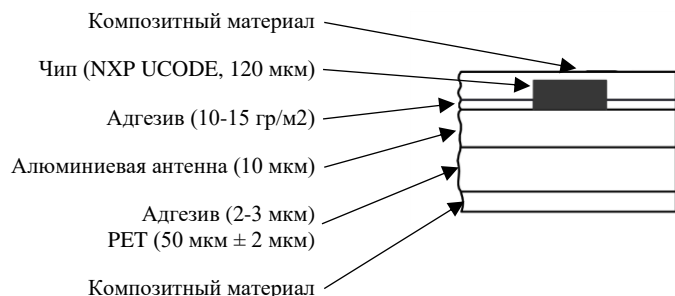 Композитный материал
Чип (NXP UCODE, 120 мкм)
Адгезив (10-15 гр/м2)
Алюминиевая антенна (10 мкм)
Адгезив (2-3 мкм)
PET (50 мкм ± 2 мкм)
Композитный материал